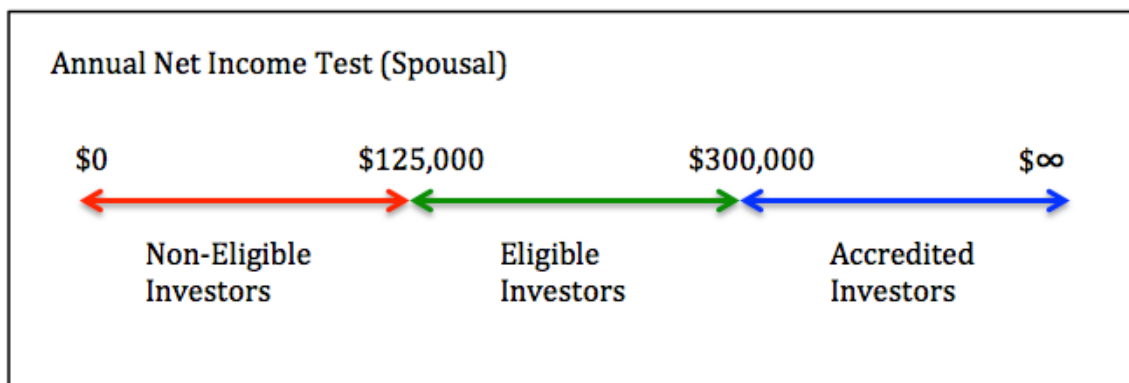 Annual Net Income Test (Spousal)
$0 $125,000 $300,000 $∞
Non-Eligible Eligible Accredited
Investors Investors Investors